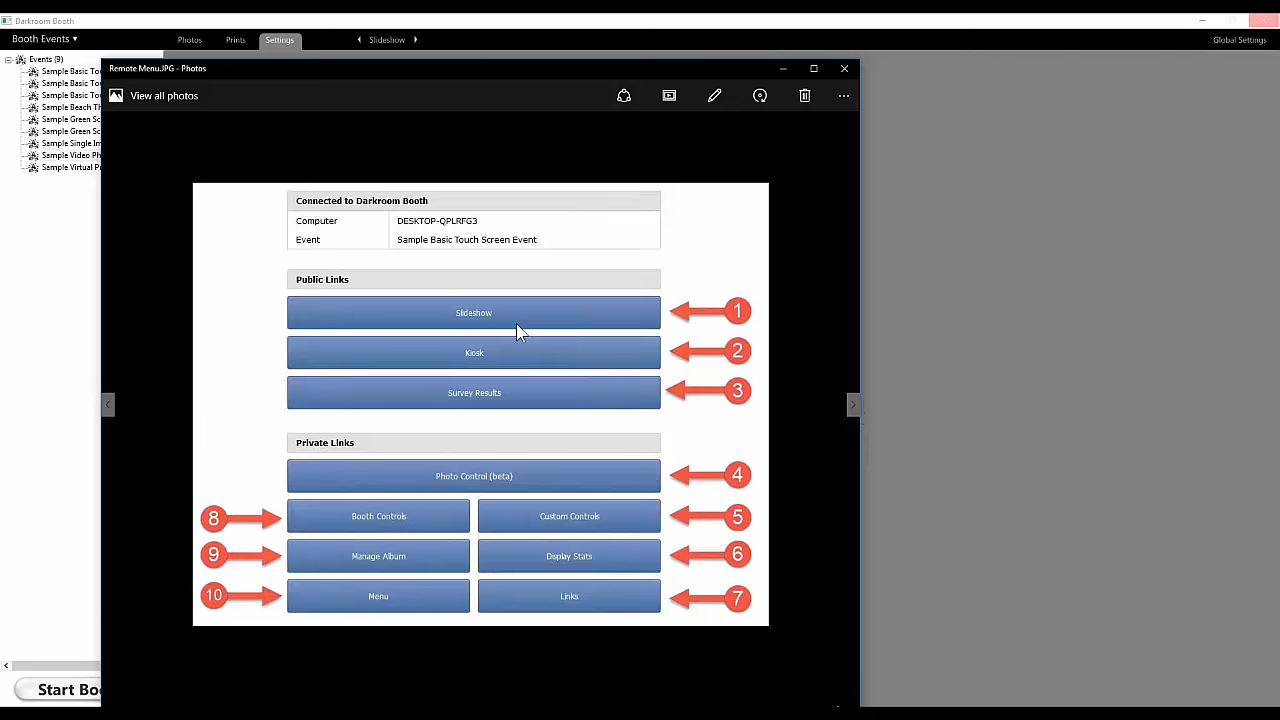 Darkroom Booth
Booth Events ▾
Photos
Prints
Settings
Slideshow
Global Settings
Events (9)
Sample Basic Tou
Sample Basic To
Sample Basic To
Sample Beach Th
Sample Green Sc
Sample Green Sc
Sample Single Im
Sample Video Ph
Sample Virtual Pr
Start Boo
Remote Menu.JPG - Photos
View all photos
Connected to Darkroom Booth
Computer DESKTOP-QPLRFG3
Event Sample Basic Touch Screen Event
Public Links
Slideshow 1
Kiosk 2
Survey Results 3
Private Links
Photo Control (beta) 4
8 Booth Controls Custom Controls 5
9 Manage Album Display Stats 6
10 Menu Links 7